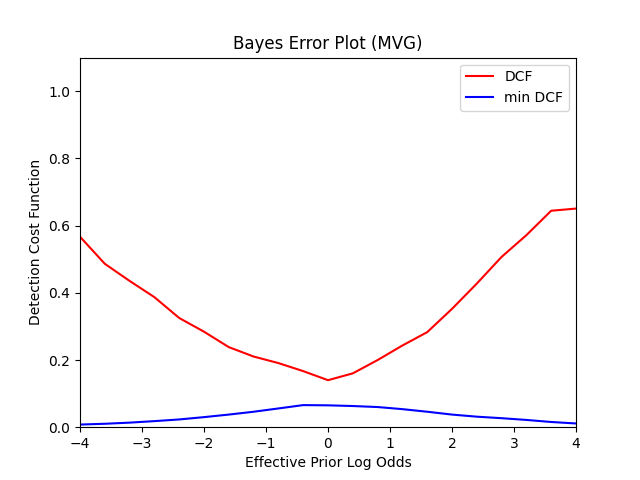 Bayes Error Plot (MVG)
DCF
min DCF
Detection Cost Function
1.0
0.8
0.6
0.4
0.2
0.0
−4 −3 −2 −1 0 1 2 3 4
Effective Prior Log Odds